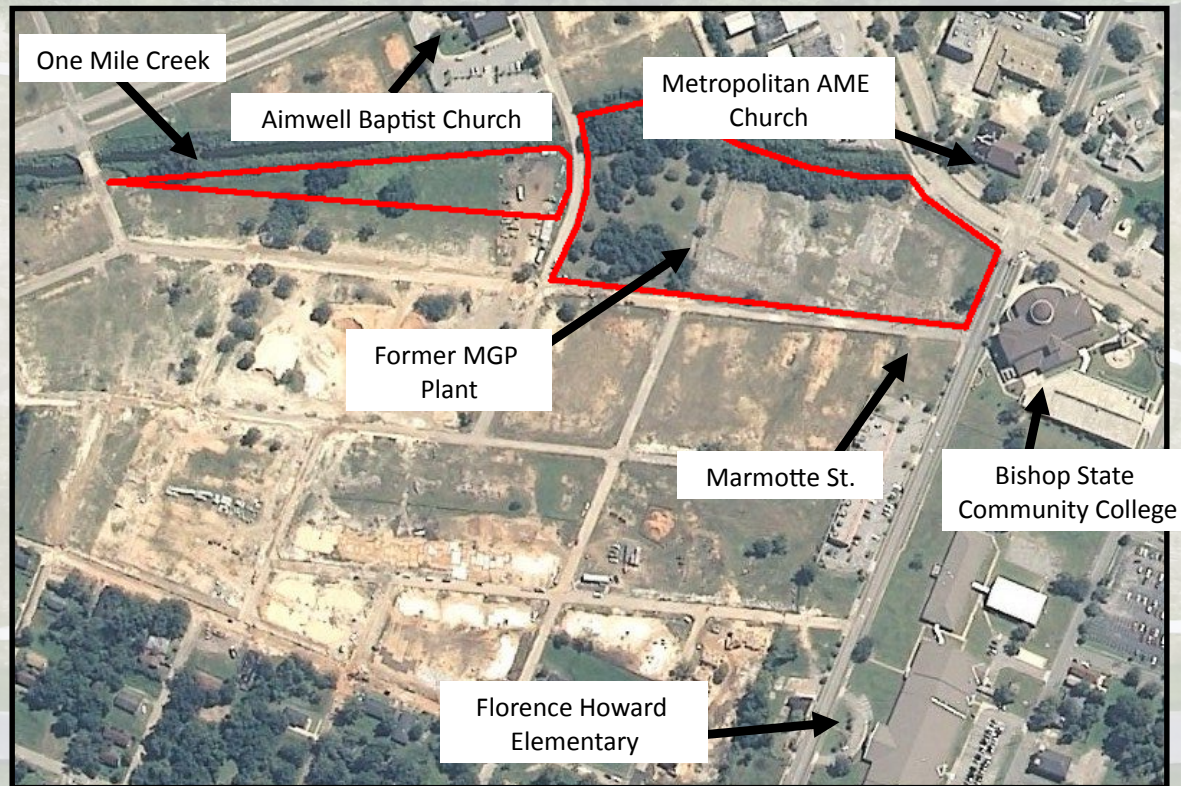 One Mile Creek
Aimwell Baptist Church
Metropolitan AME
Church
Former MGP
Plant
Marmotte St.
Bishop State
Community College
Florence Howard
Elementary